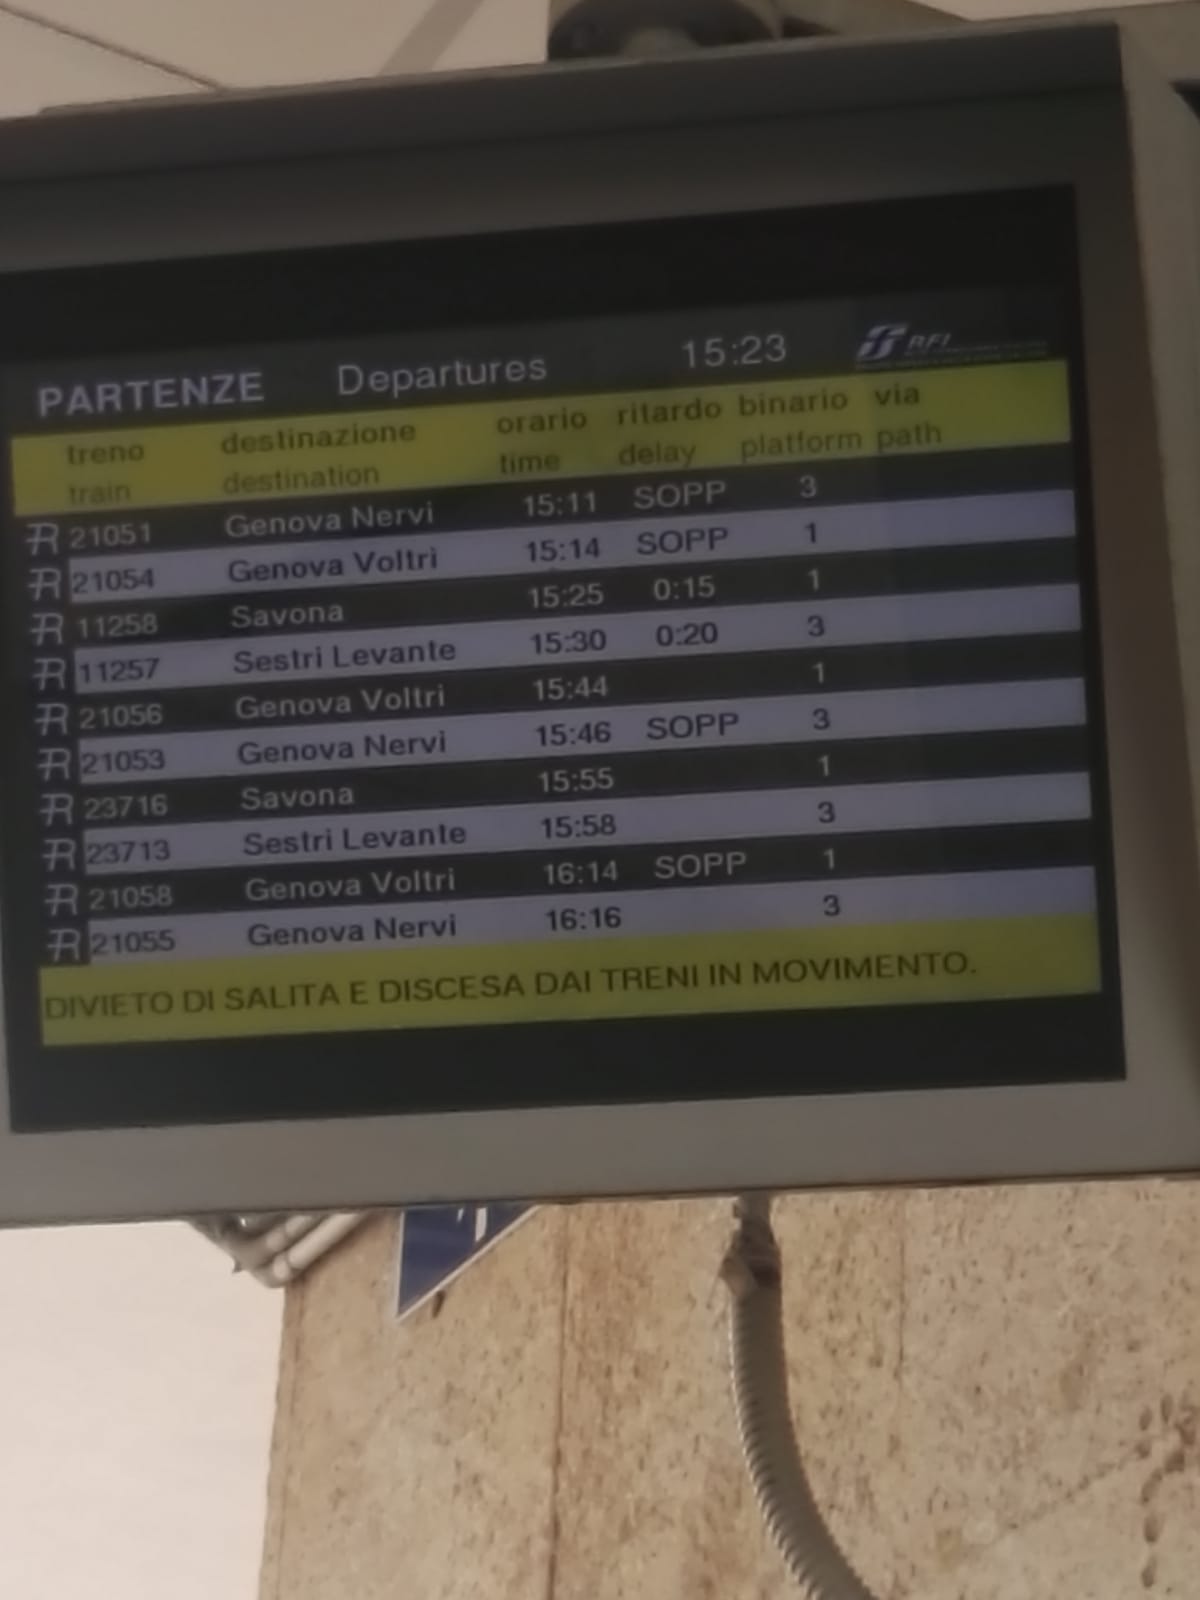 PARTENZE Departures 15:23 RFI
treno destinazione orario ritardo binario via
train destination time delay platform path
R 21051 Genova Nervi 15:11 SOPP 3
R 21054 Genova Voltri 15:14 SOPP 1
R 11258 Savona 15:25 0:15 1
R 11257 Sestri Levante 15:30 0:20 3
R 21056 Genova Voltri 15:44 1
R 21053 Genova Nervi 15:46 SOPP 3
R 23716 Savona 15:55 1
R 23713 Sestri Levante 15:58 3
R 21058 Genova Voltri 16:14 SOPP 1
R 21055 Genova Nervi 16:16 3
DIVIETO DI SALITA E DISCESA DAI TRENI IN MOVIMENTO.